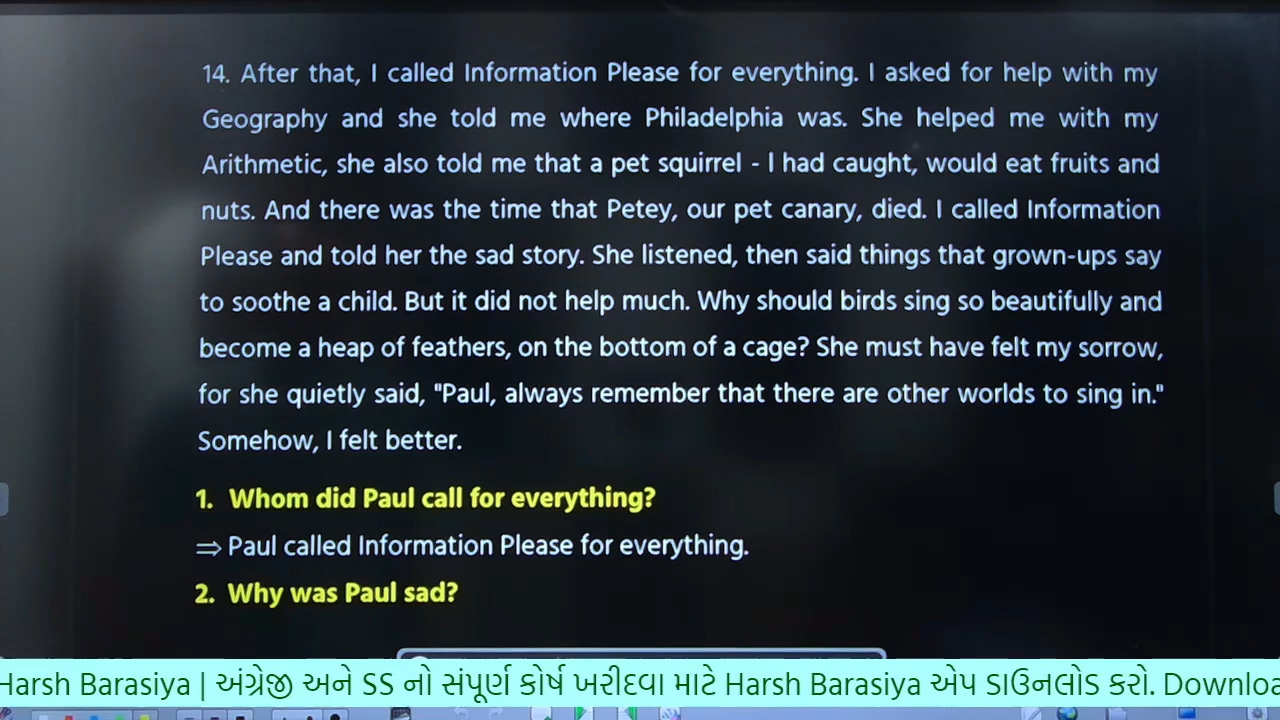 14. After that, I called Information Please for everything. I asked for help with my
Geography and she told me where Philadelphia was. She helped me with my
Arithmetic, she also told me that a pet squirrel - I had caught, would eat fruits and
nuts. And there was the time that Petey, our pet canary, died. I called Information
Please and told her the sad story. She listened, then said things that grown-ups say
to soothe a child. But it did not help much. Why should birds sing so beautifully and
become a heap of feathers, on the bottom of a cage? She must have felt my sorrow,
for she quietly said, "Paul, always remember that there are other worlds to sing in."
Somehow, I felt better.
1. Whom did Paul call for everything?
⇒ Paul called Information Please for everything.
2. Why was Paul sad?
Harsh Barasiya | અંગ્રેજી અને SS નો સંપૂર્ણ કોર્ષ ખરીદવા માટે Harsh Barasiya એપ ડાઉનલોડ કરો. Downloa